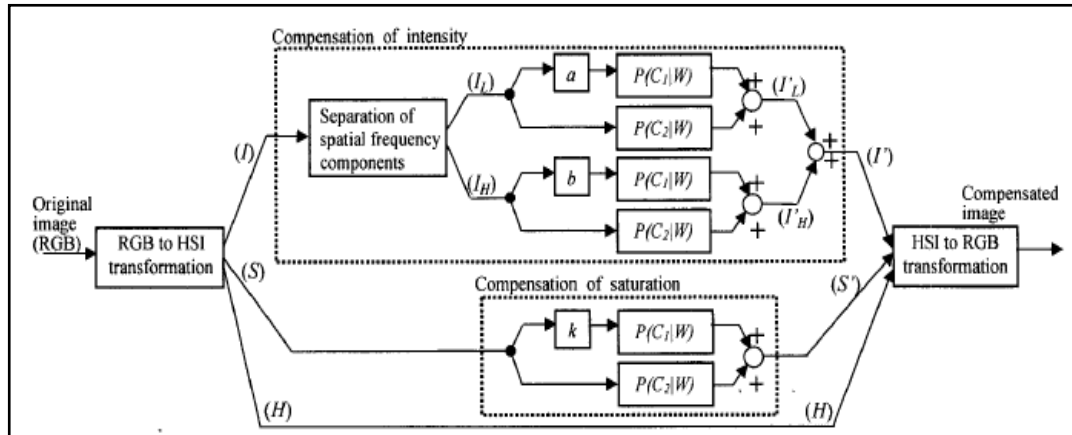 Compensation of intensity
(I_L)
a
P(C_1|W)
+
(I'_L)
Separation of
spatial frequency
components
P(C_2|W)
+
(I)
+
+
(I')
(I_H)
b
P(C_1|W)
+
(I'_H)
P(C_2|W)
+
Original
image
(RGB)
RGB to HSI
transformation
Compensated
image
HSI to RGB
transformation
(S)
Compensation of saturation
(S')
k
P(C_1|W)
+
P(C_2|W)
+
(H)
(H)